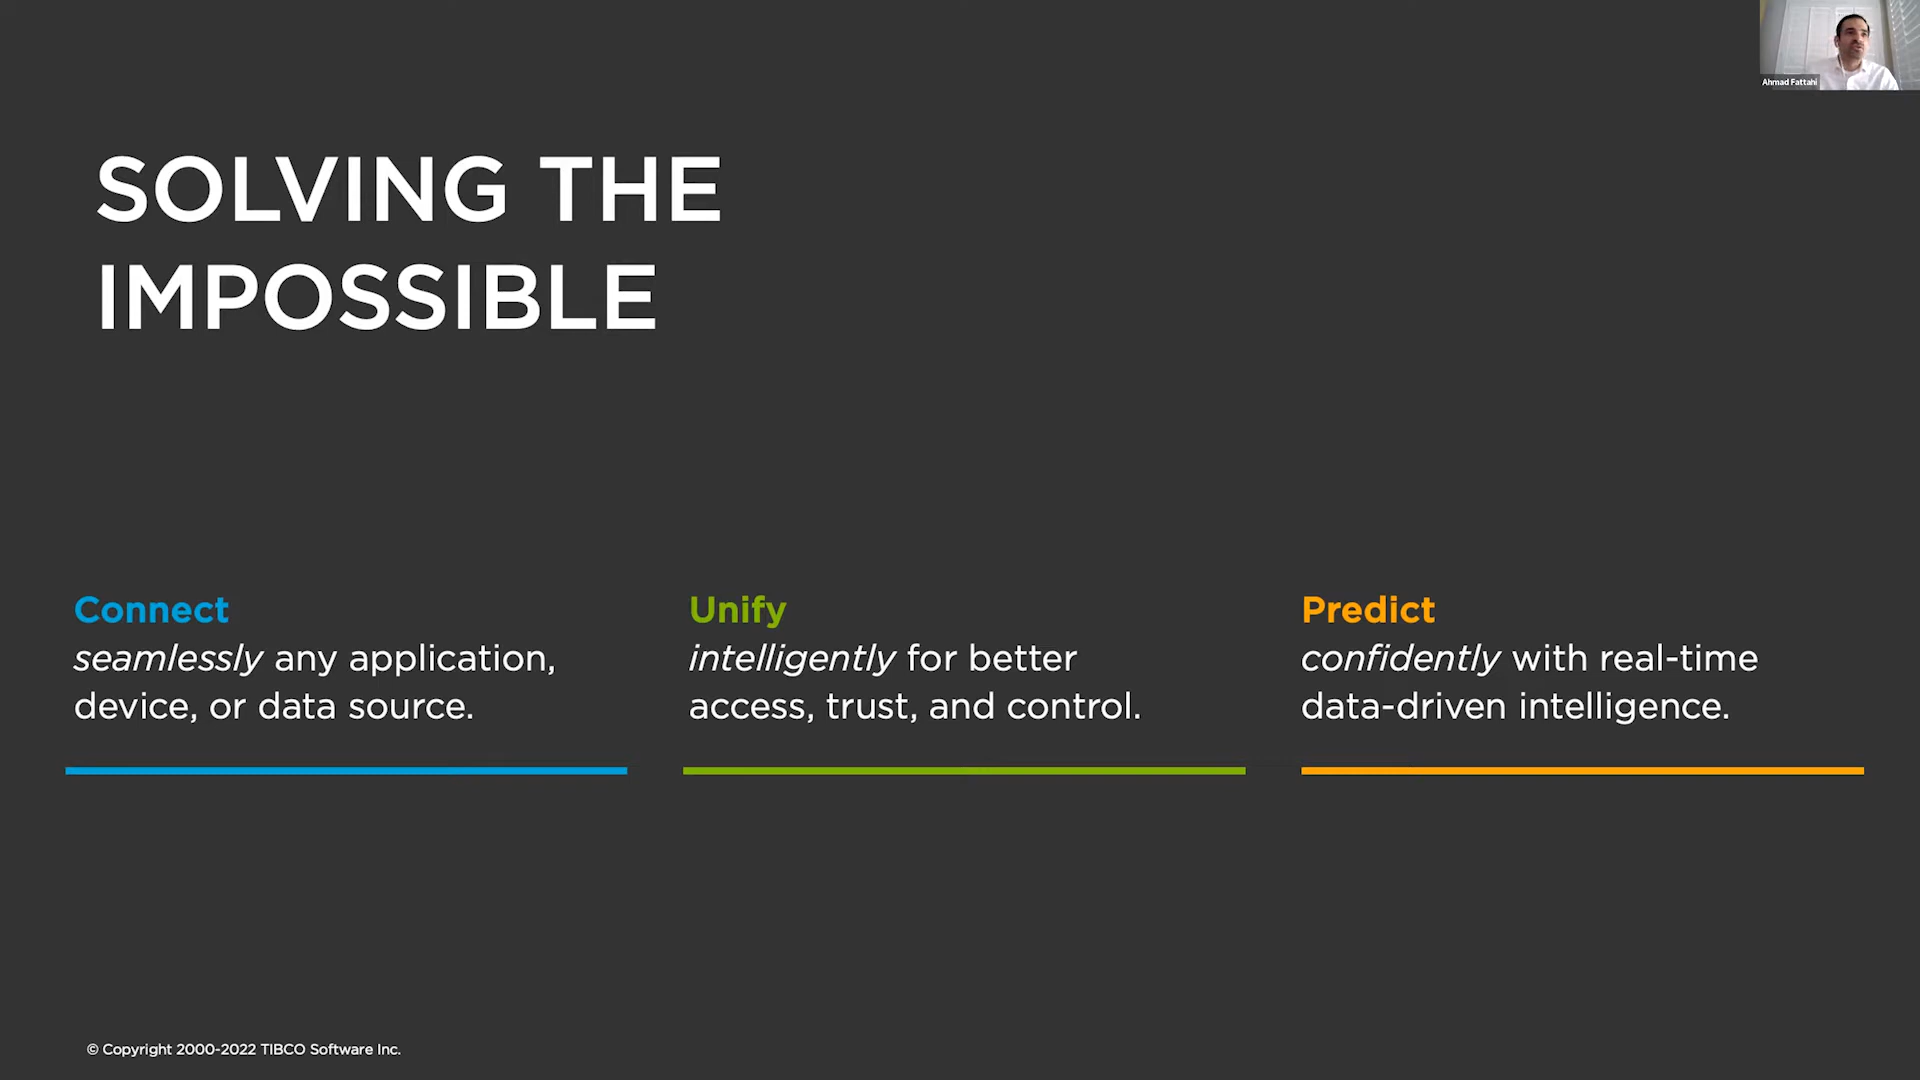 Ahmad Fattahi
SOLVING THE
IMPOSSIBLE
Connect
seamlessly any application,
device, or data source.
Unify
intelligently for better
access, trust, and control.
Predict
confidently with real-time
data-driven intelligence.
© Copyright 2000-2022 TIBCO Software Inc.